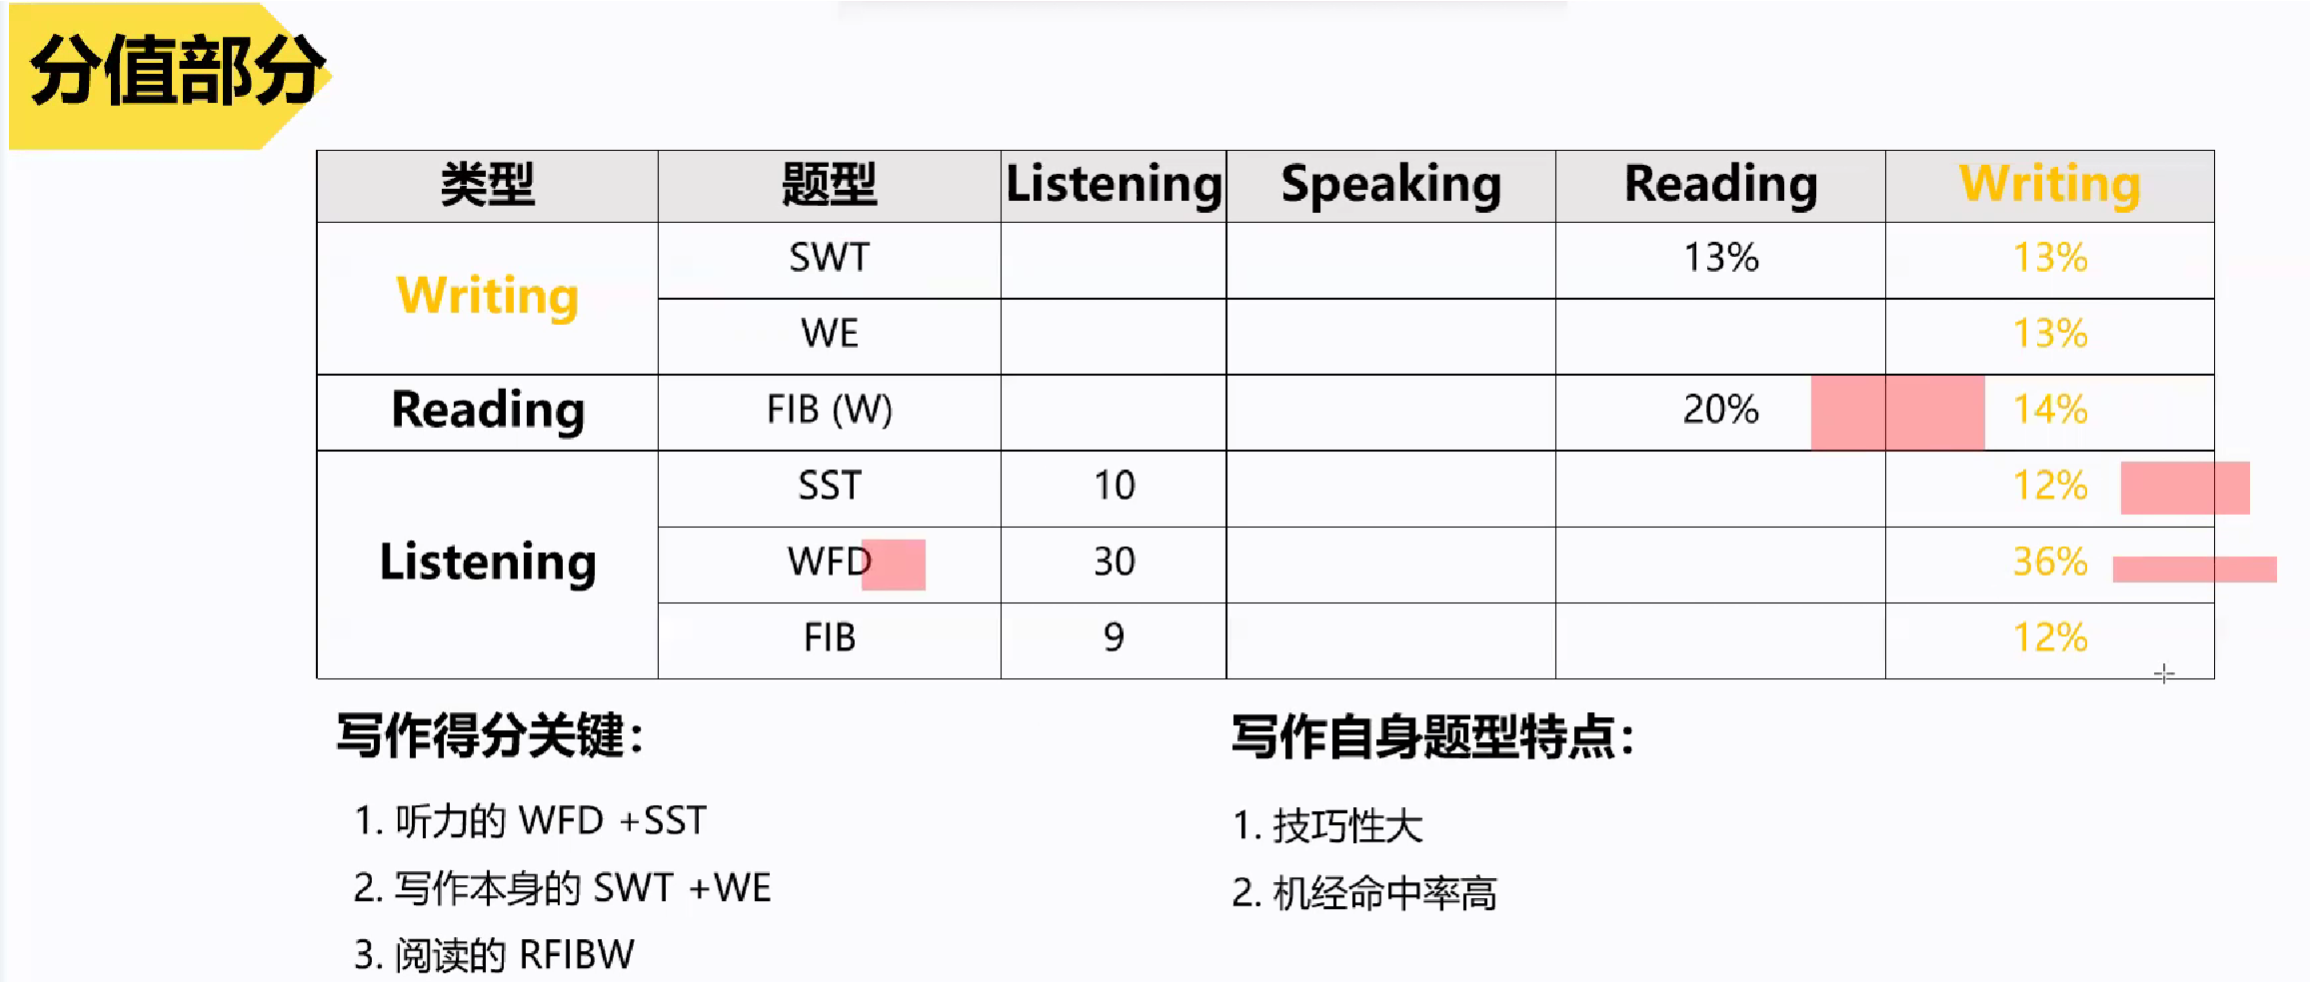 分值部分
类型 题型 Listening Speaking Reading Writing
Writing SWT 13% 13%
WE 13%
Reading FIB (W) 20% 14%
Listening SST 10 12%
WFD 30 36%
FIB 9 12%
写作得分关键：
1. 听力的 WFD +SST
2. 写作本身的 SWT +WE
3. 阅读的 RFIBW
写作自身题型特点：
1. 技巧性大
2. 机经命中率高